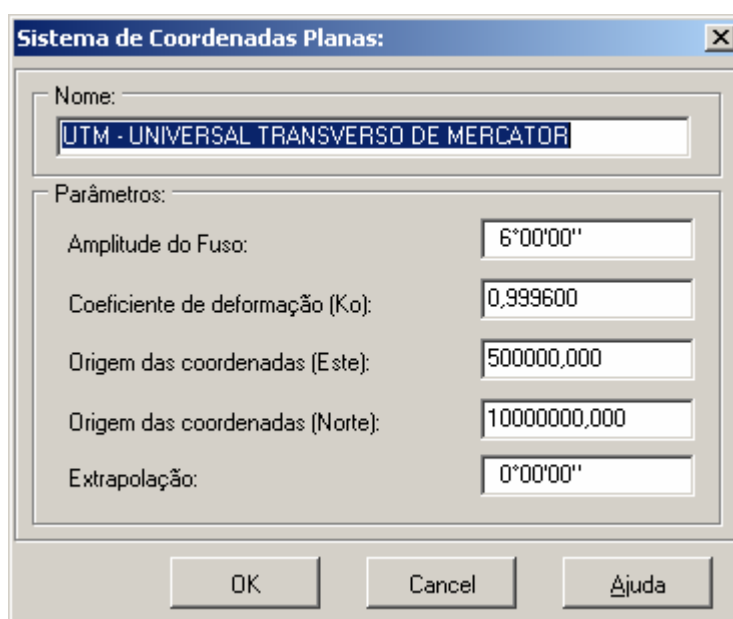 Sistema de Coordenadas Planas:
Nome:
UTM - UNIVERSAL TRANSVERSO DE MERCATOR
Parâmetros:
Amplitude do Fuso: 6°00'00''
Coeficiente de deformação (Ko): 0,999600
Origem das coordenadas (Este): 500000,000
Origem das coordenadas (Norte): 10000000,000
Extrapolação: 0°00'00''
OK Cancel Ajuda